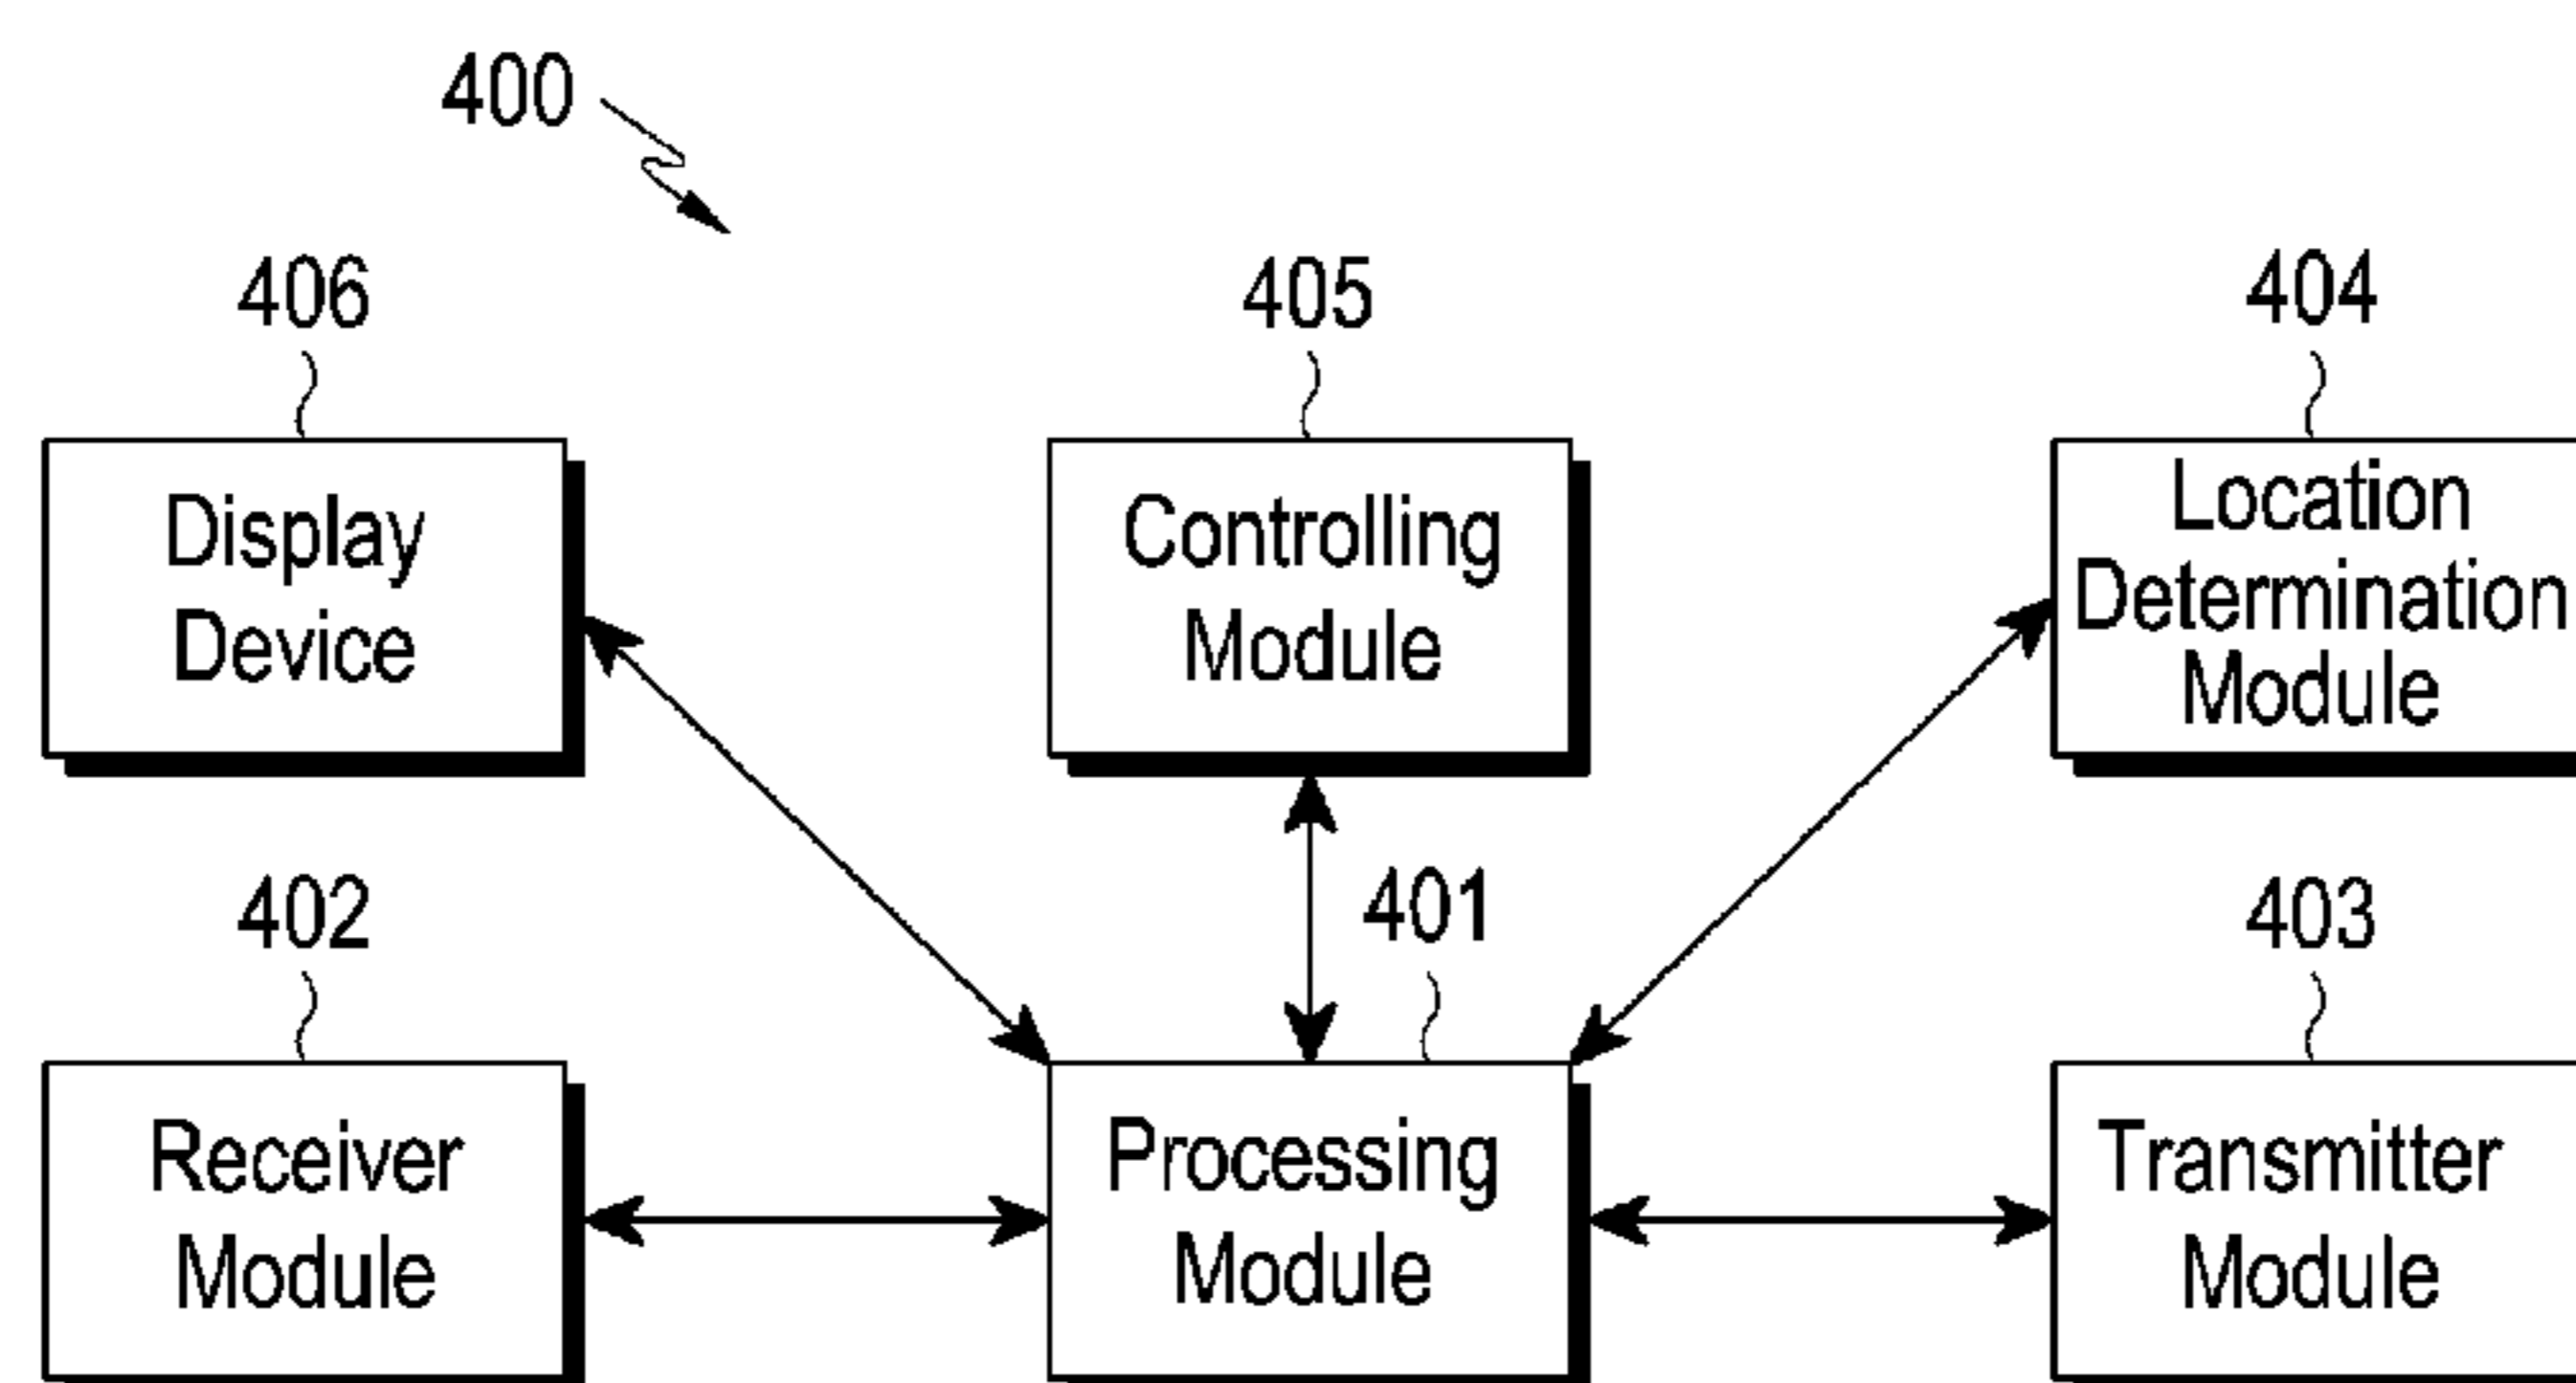 400
406
405
404
Display
Device
Controlling
Module
Location
Determination
Module
402
401
403
Receiver
Module
Processing
Module
Transmitter
Module